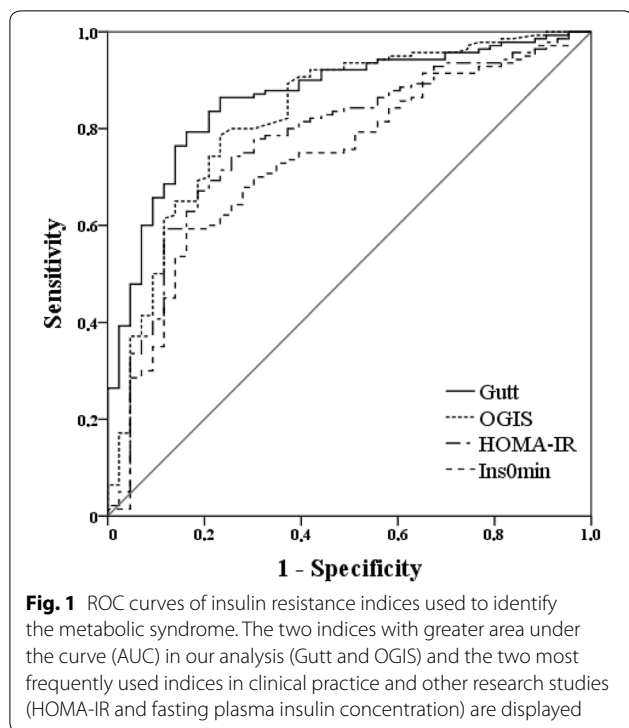 1.0
0.8
0.6
0.4
0.2
0
Sensitivity
0
0.2
0.4
0.6
0.8
1.0
1 - Specificity
Gutt
OGIS
HOMA-IR
Ins0min
Fig. 1 ROC curves of insulin resistance indices used to identify
the metabolic syndrome. The two indices with greater area under
the curve (AUC) in our analysis (Gutt and OGIS) and the two most
frequently used indices in clinical practice and other research studies
(HOMA-IR and fasting plasma insulin concentration) are displayed